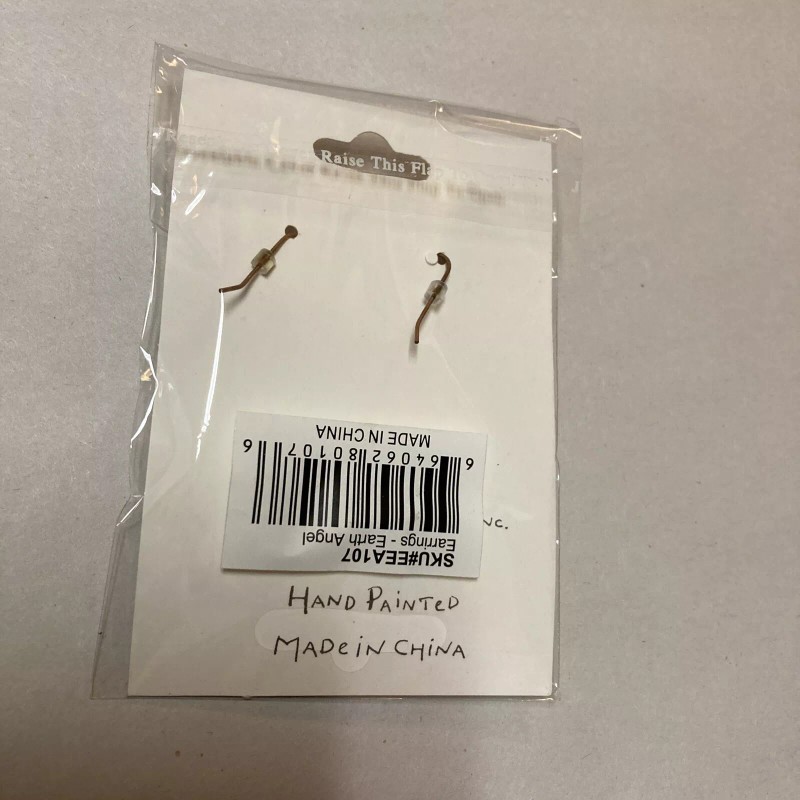 Raise This Fla
SKU#EEA107
Earrings - Earth Angel
6 64062 80107 6
MADE IN CHINA
NC.
HAND PAINTED
MADe iN CHINA